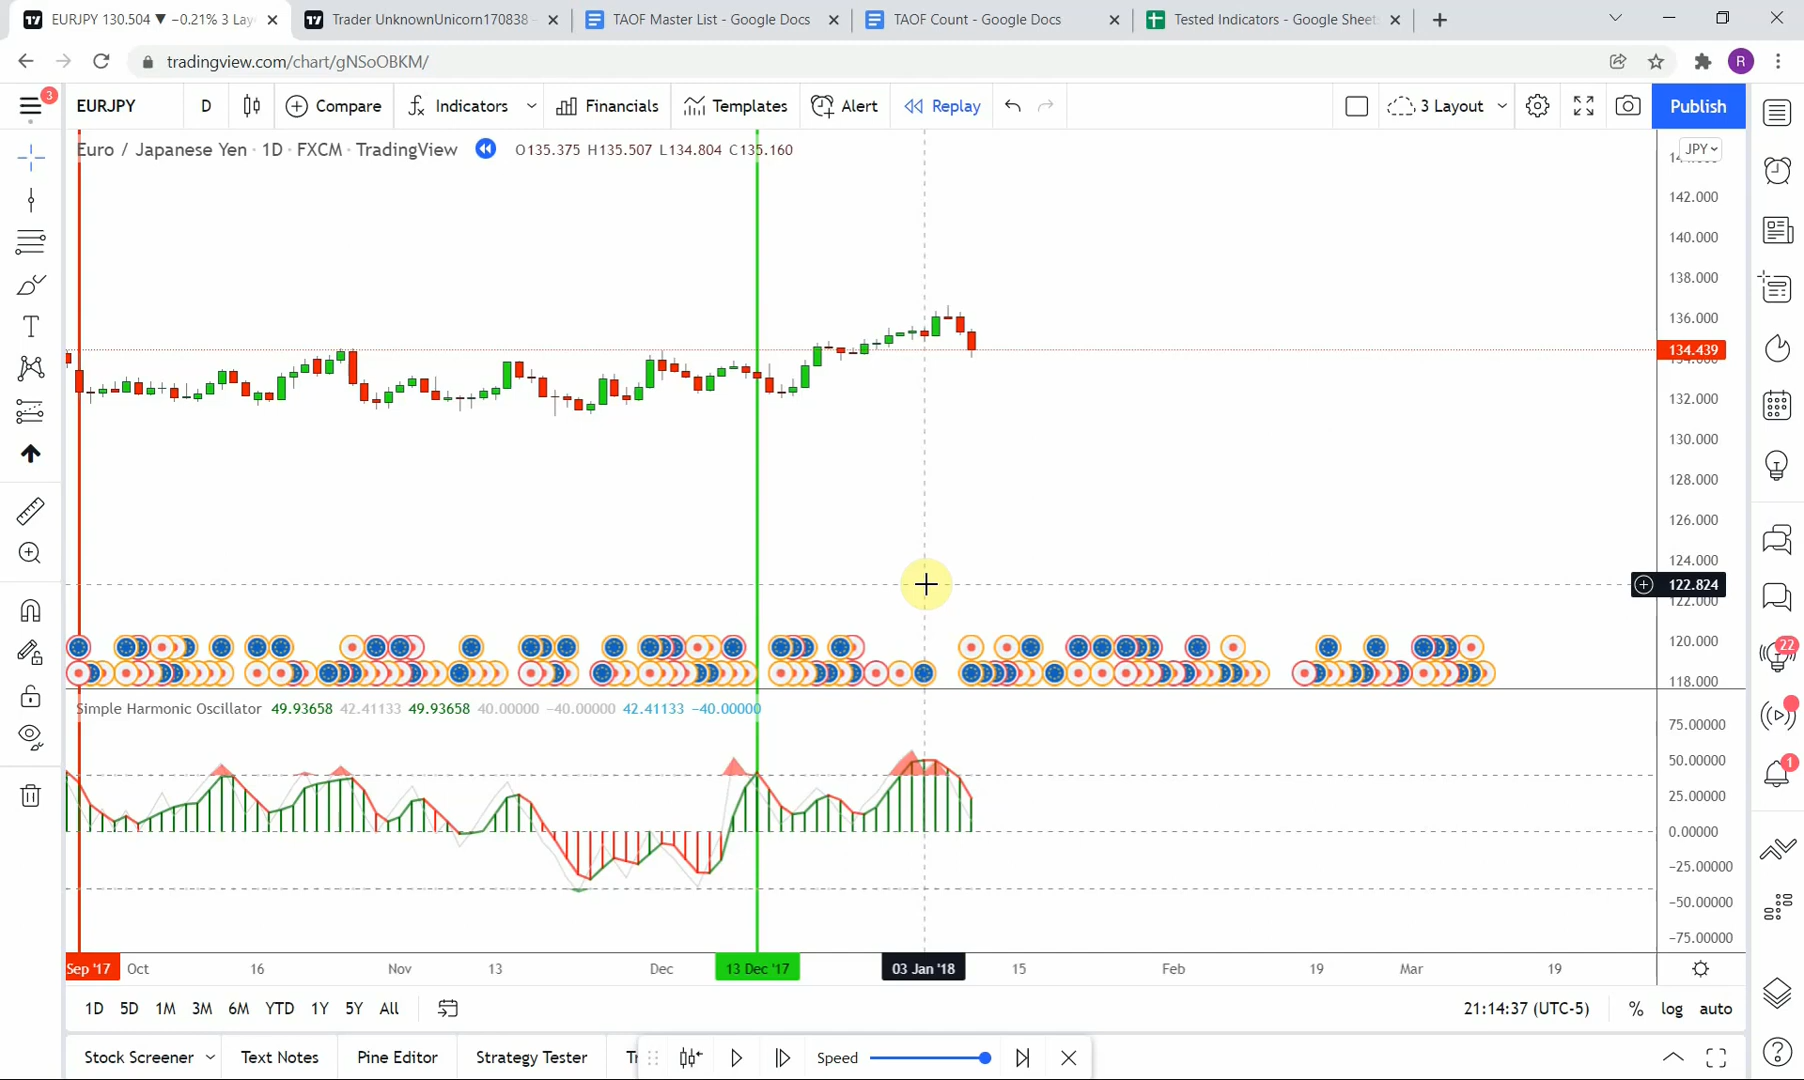 EURJPY 130.504 ▼ −0.21% 3 Lay
Trader UnknownUnicorn170838 -
TAOF Master List - Google Docs
TAOF Count - Google Docs
Tested Indicators - Google Sheet
tradingview.com/chart/gNSoOBKM/
R
3
EURJPY
D
Compare
Indicators
Financials
Templates
Alert
Replay
3 Layout
Publish
Euro / Japanese Yen · 1D · FXCM · TradingView
O135.375 H135.507 L134.804 C135.160
JPY
142.000
140.000
138.000
136.000
134.439
132.000
130.000
128.000
126.000
124.000
122.824
122.000
120.000
118.000
22
1
Simple Harmonic Oscillator 49.93658 42.41133 49.93658 40.00000 −40.00000 42.41133 −40.00000
75.00000
50.00000
25.00000
0.00000
−25.00000
−50.00000
−75.00000
Sep '17 Oct 16 Nov 13 Dec 13 Dec '17 03 Jan '18 15 Feb 19 Mar 19
1D 5D 1M 3M 6M YTD 1Y 5Y All
21:14:37 (UTC-5) % log auto
Stock Screener Text Notes Pine Editor Strategy Tester Speed